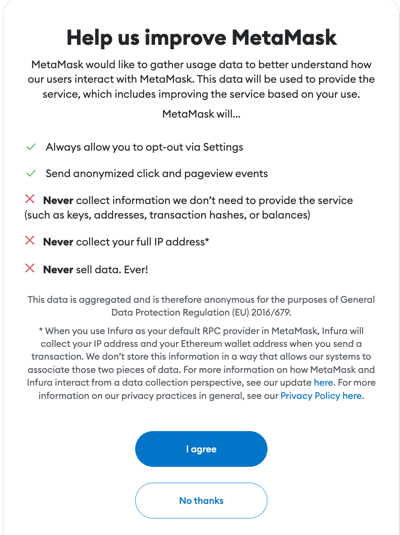 Help us improve MetaMask
MetaMask would like to gather usage data to better understand how
our users interact with MetaMask. This data will be used to provide the
service, which includes improving the service based on your use.
MetaMask will...
Always allow you to opt-out via Settings
Send anonymized click and pageview events
Never collect information we don’t need to provide the service
(such as keys, addresses, transaction hashes, or balances)
Never collect your full IP address*
Never sell data. Ever!
This data is aggregated and is therefore anonymous for the purposes of General
Data Protection Regulation (EU) 2016/679.
* When you use Infura as your default RPC provider in MetaMask, Infura will
collect your IP address and your Ethereum wallet address when you send a
transaction. We don’t store this information in a way that allows our systems to
associate those two pieces of data. For more information on how MetaMask and
Infura interact from a data collection perspective, see our update here. For more
information on our privacy practices in general, see our Privacy Policy here.
I agree
No thanks